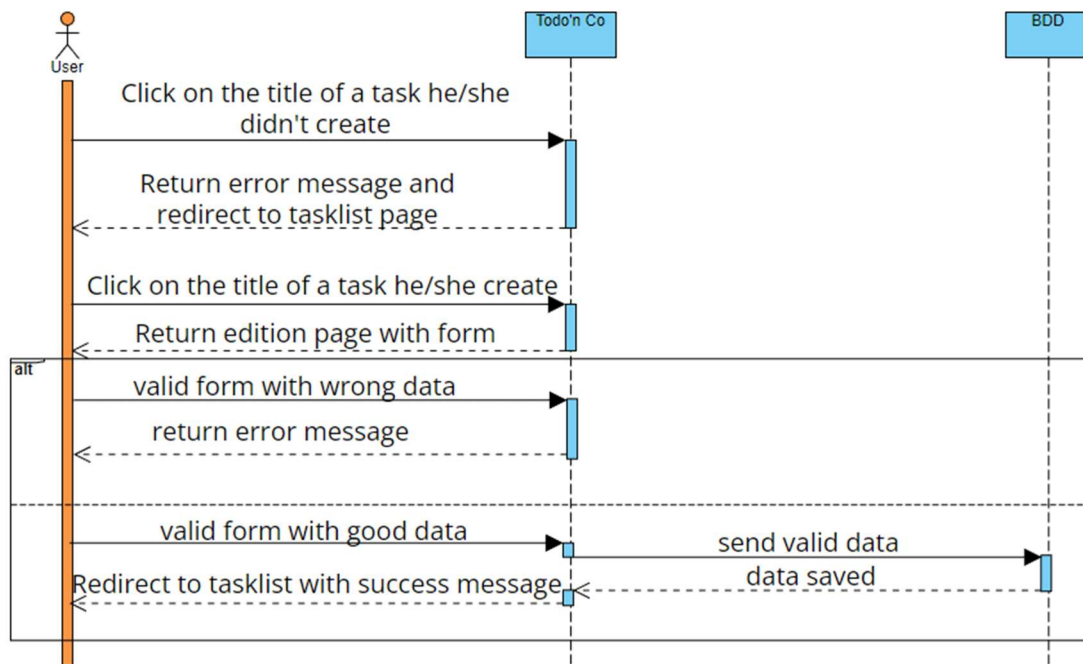 Todo'n Co
BDD
User
Click on the title of a task he/she
didn't create
Return error message and
redirect to tasklist page
Click on the title of a task he/she create
Return edition page with form
alt
valid form with wrong data
return error message
valid form with good data
send valid data
data saved
Redirect to tasklist with success message